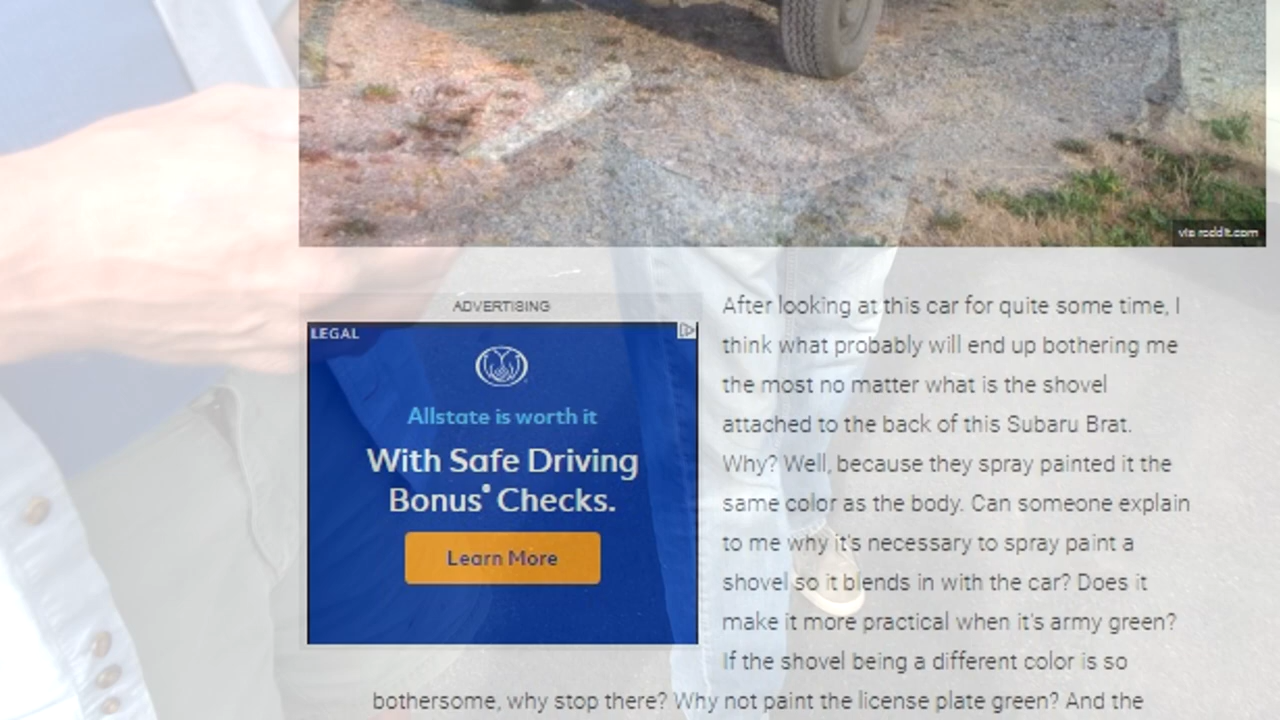 via reddit.com
ADVERTISING
LEGAL
Allstate is worth it
With Safe Driving
Bonus® Checks.
Learn More
After looking at this car for quite some time, I
think what probably will end up bothering me
the most no matter what is the shovel
attached to the back of this Subaru Brat.
Why? Well, because they spray painted it the
same color as the body. Can someone explain
to me why it's necessary to spray paint a
shovel so it blends in with the car? Does it
make it more practical when it's army green?
If the shovel being a different color is so
bothersome, why stop there? Why not paint the license plate green? And the